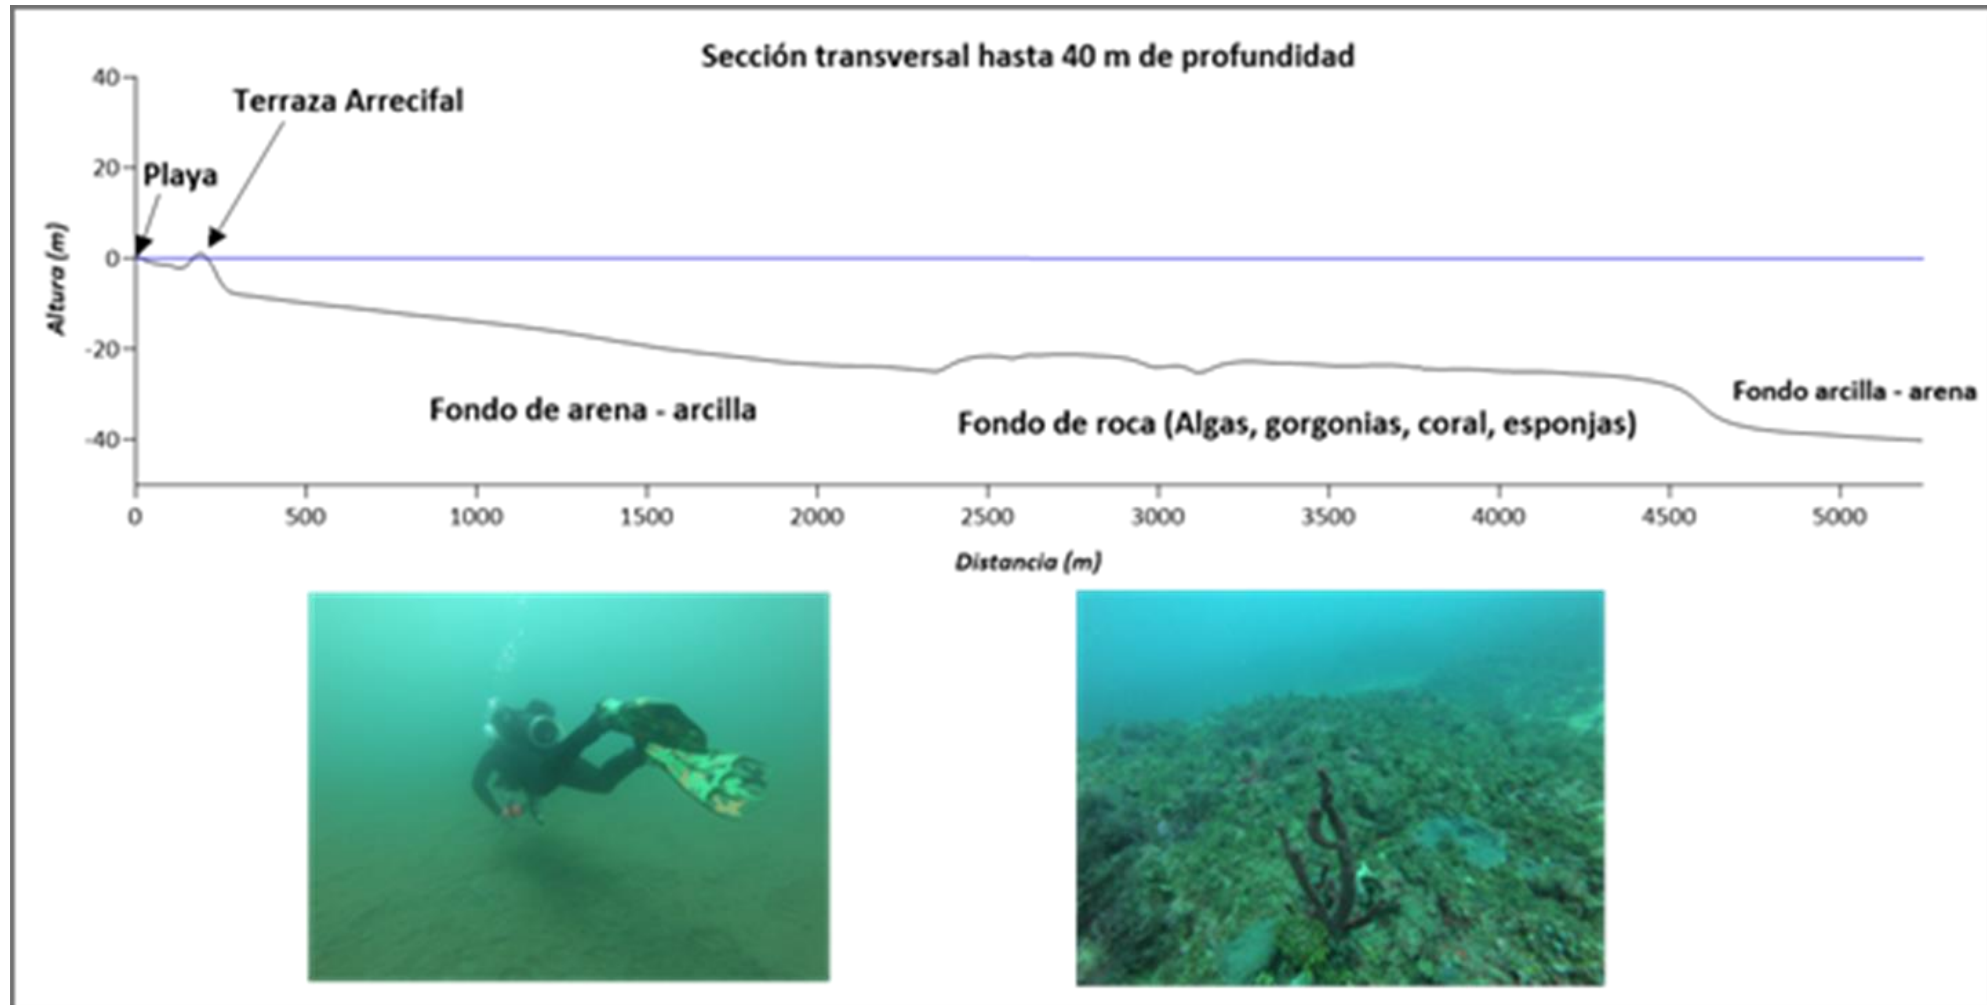 Sección transversal hasta 40 m de profundidad
40
Terraza Arrecifal
20
Playa
Altura (m)
0
-20
Fondo de arena - arcilla
Fondo de roca (Algas, gorgonias, coral, esponjas)
Fondo arcilla - arena
-40
0 500 1000 1500 2000 2500 3000 3500 4000 4500 5000
Distancia (m)